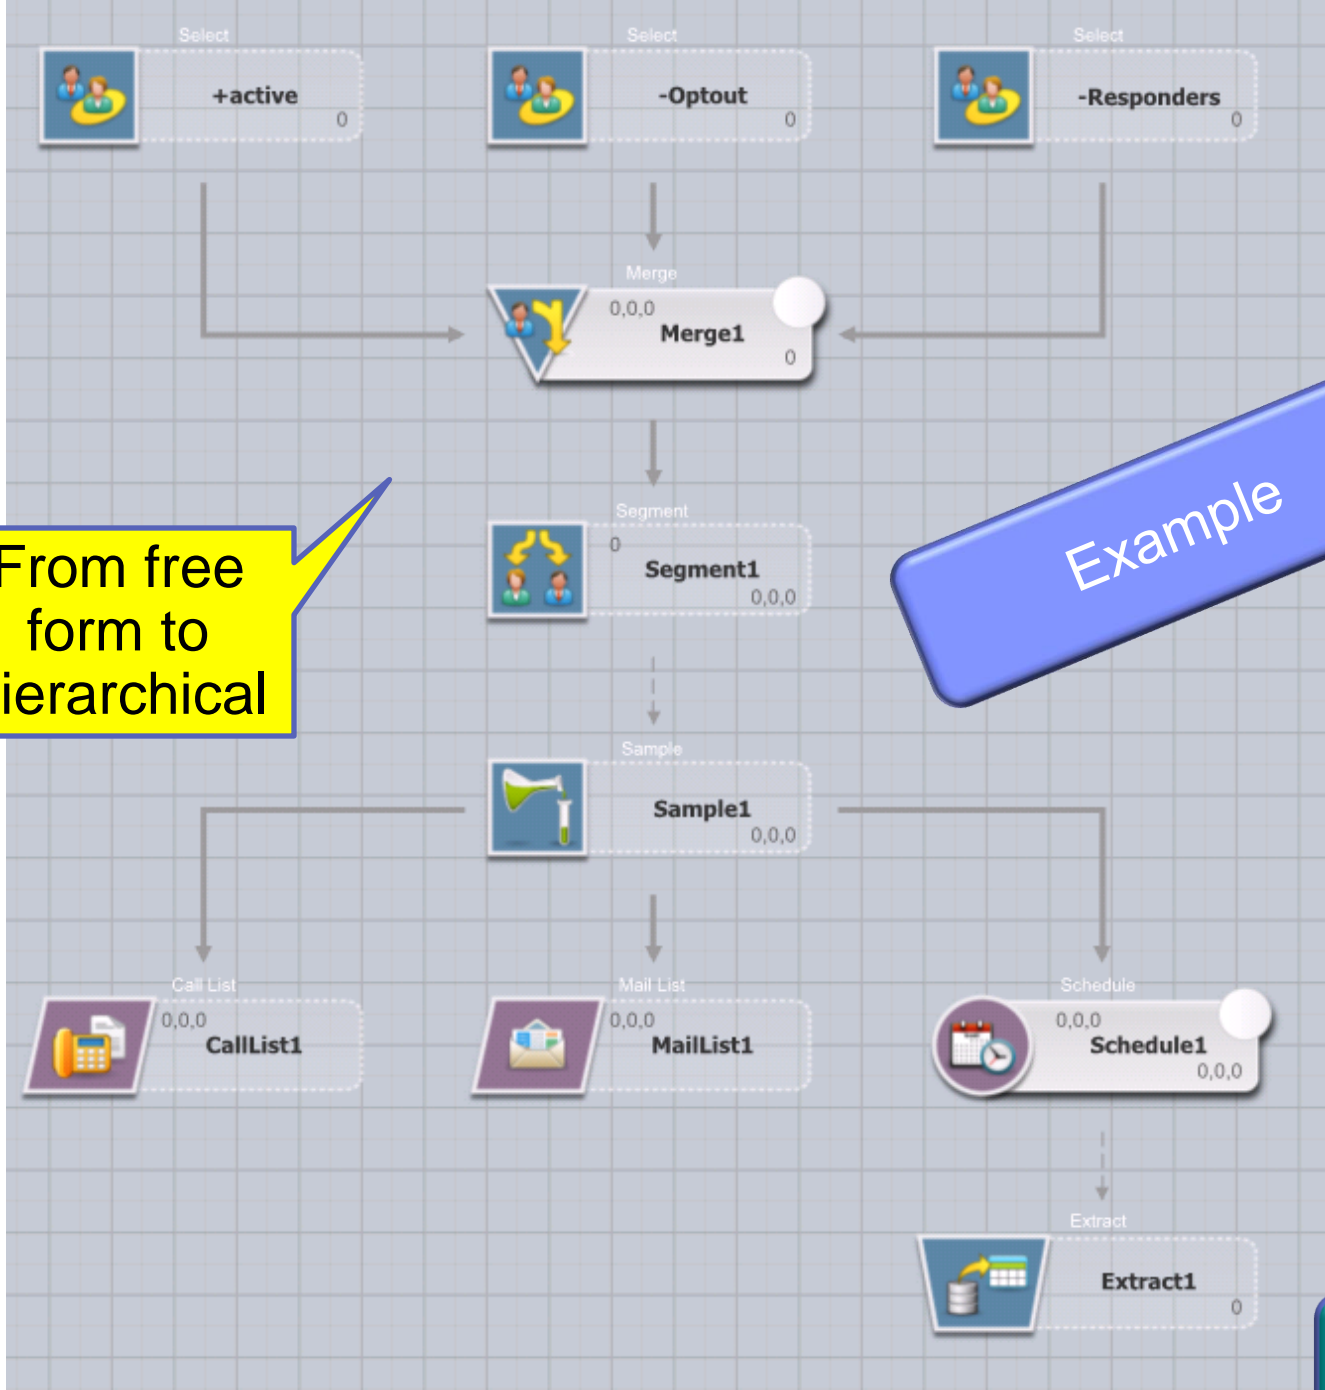 Select
Select
Select
+active
0
-Optout
0
-Responders
0
Merge
0,0,0
Merge1
0
Example
Segment
0
Segment1
0,0,0
From free
form to
ierarchical
Sample
Sample1
0,0,0
Call List
0,0,0
CallList1
Mail List
0,0,0
MailList1
Schedule
0,0,0
Schedule1
0,0,0
Extract
Extract1
0